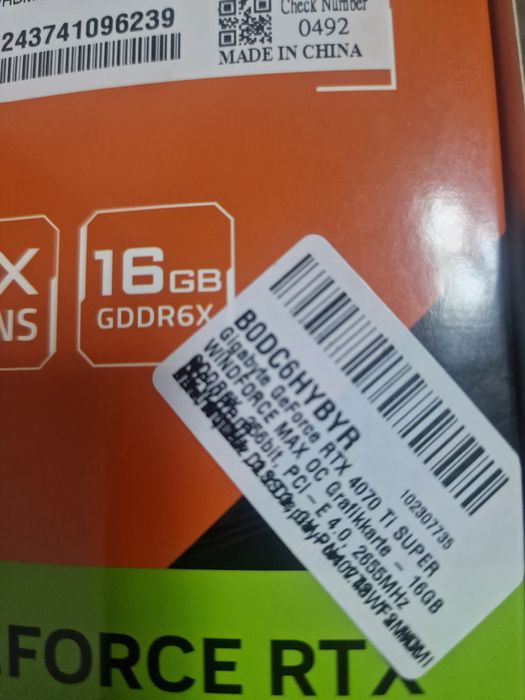 243741096239
Check Number
0492
MADE IN CHINA
X
NS
16GB
GDDR6X
B0DC6HYBYR
102307735
Gigabyte GeForce RTX 4070 Ti SUPER
WINDFORCE MAX OC Grafikkarte - 16GB
256bit, PCI-E 4.0, 2655MHz
EFORCE RTX